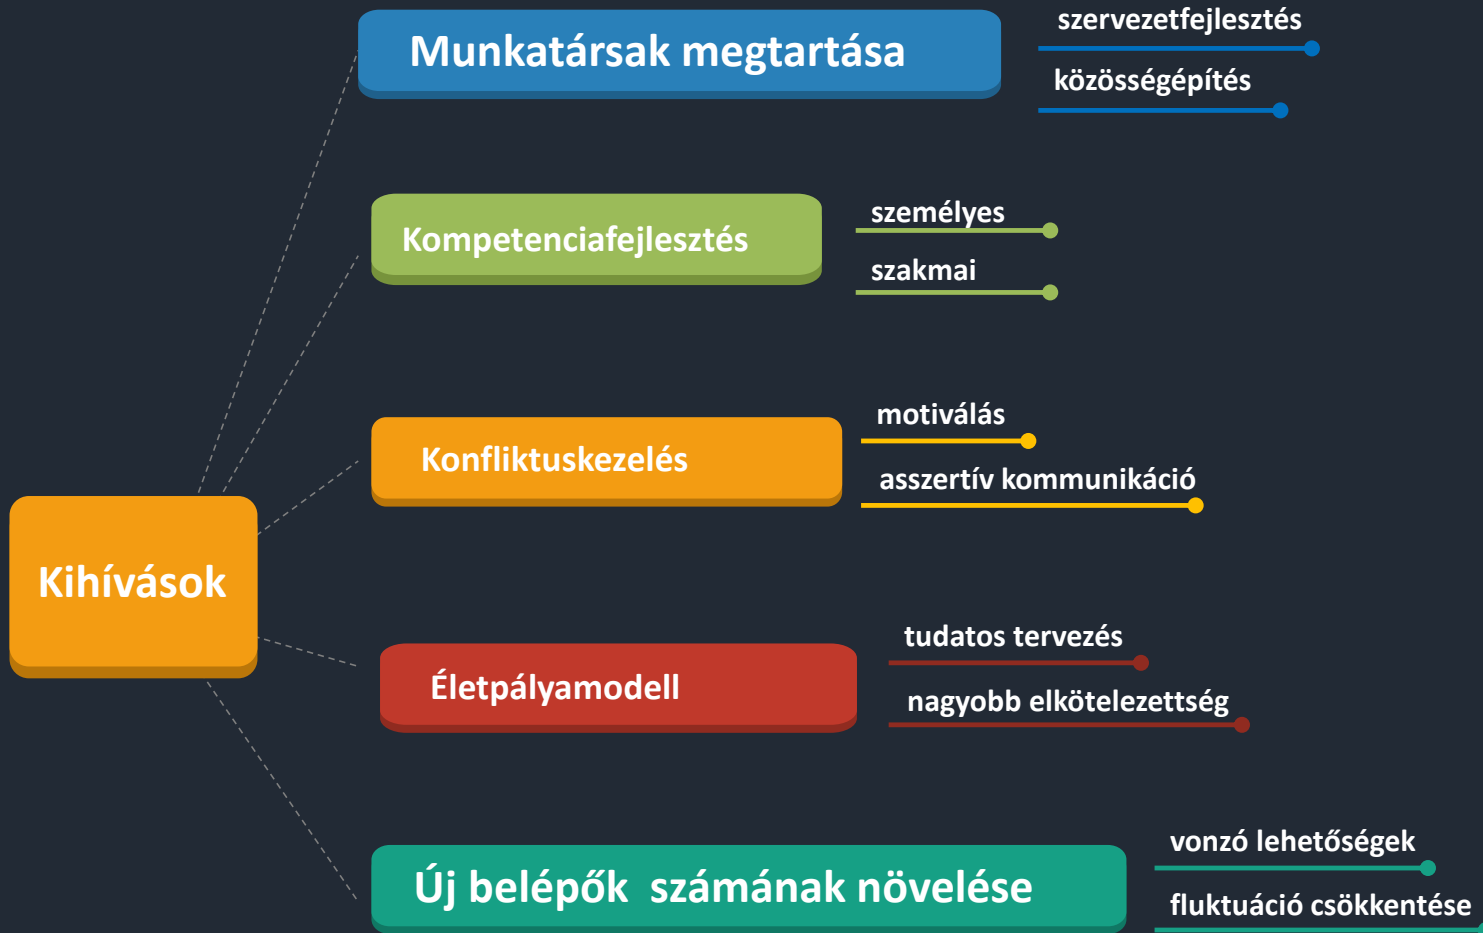 Munkatársak megtartása
szervezetfejlesztés
közösségépítés
Kompetenciafejlesztés
személyes
szakmai
Konfliktuskezelés
motiválás
asszertív kommunikáció
Kihívások
Életpályamodell
tudatos tervezés
nagyobb elkötelezettség
Új belépők számának növelése
vonzó lehetőségek
fluktuáció csökkentése